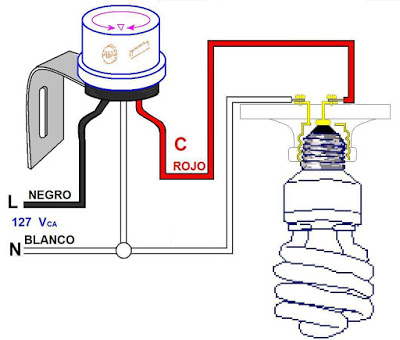 C
ROJO
L NEGRO
127 VCA
N BLANCO